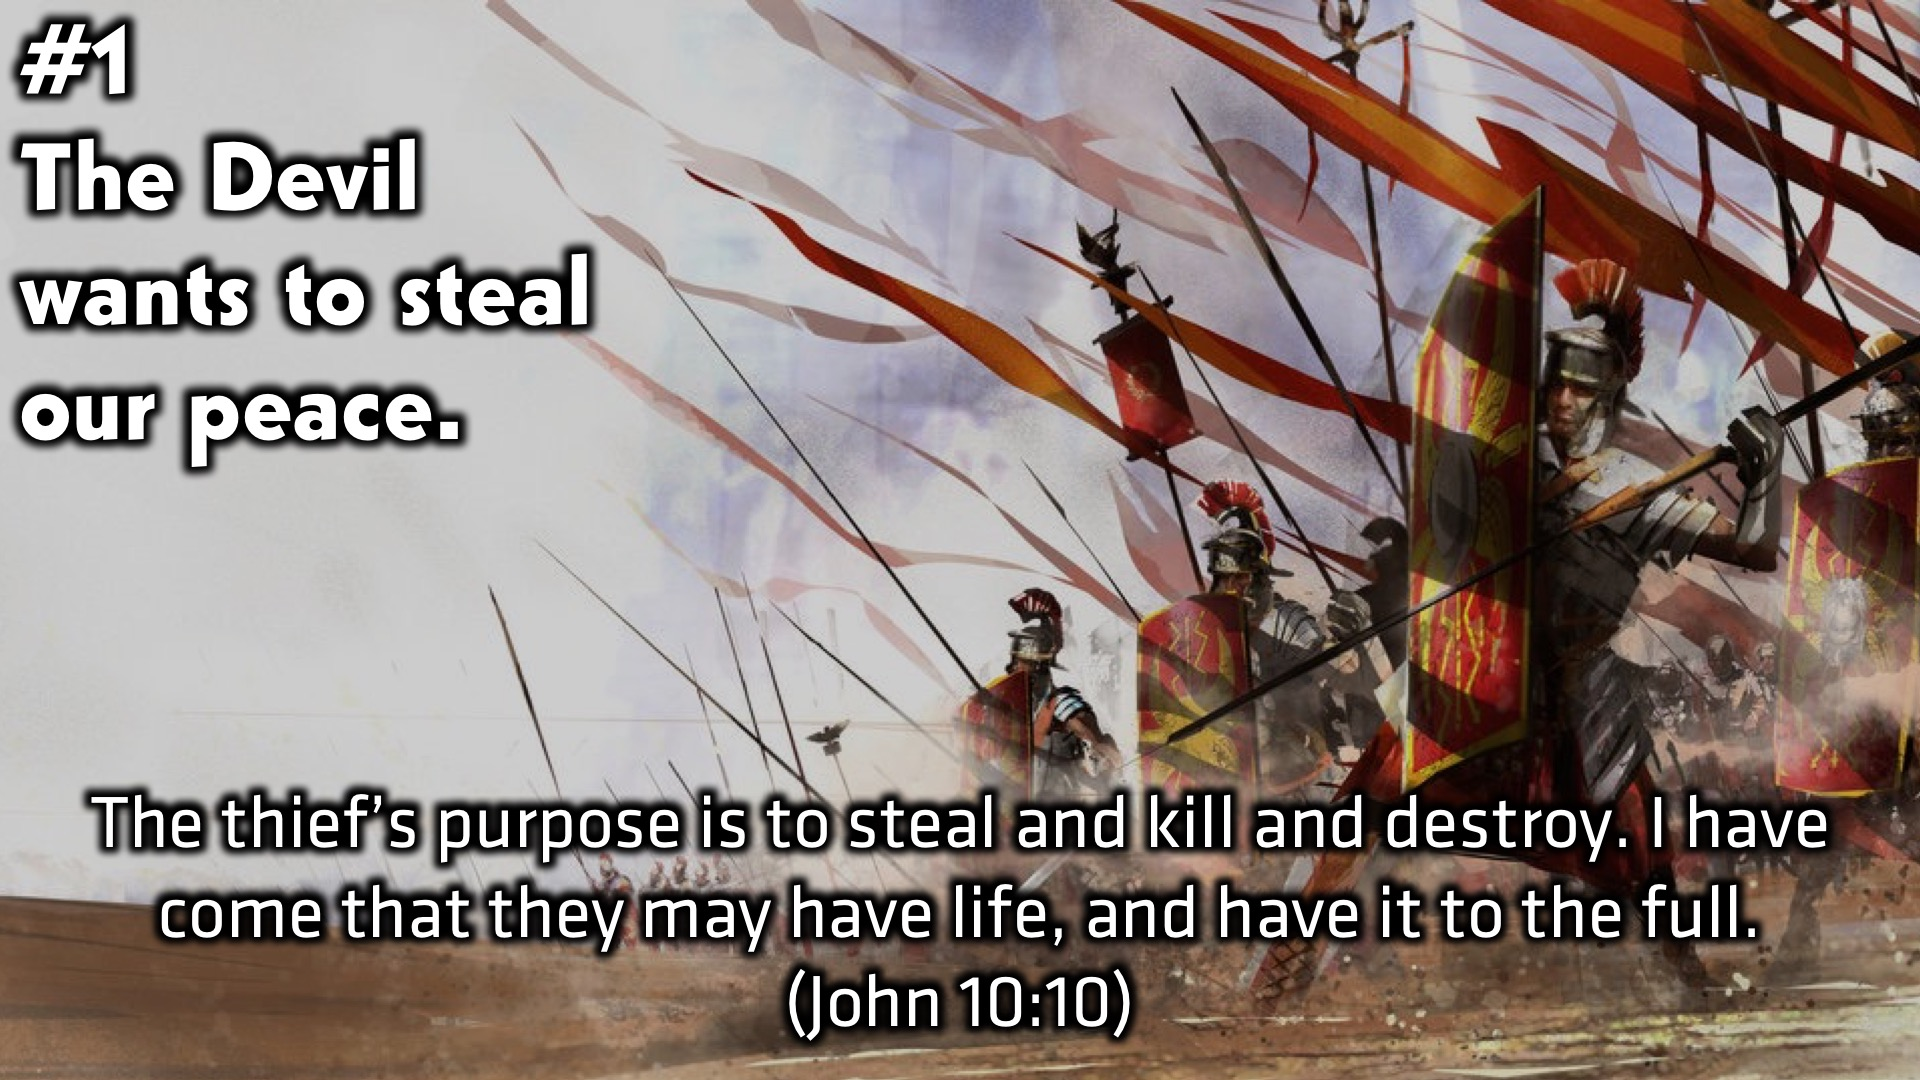 #1
The Devil
wants to steal
our peace.
The thief’s purpose is to steal and kill and destroy. I have
come that they may have life, and have it to the full.
(John 10:10)